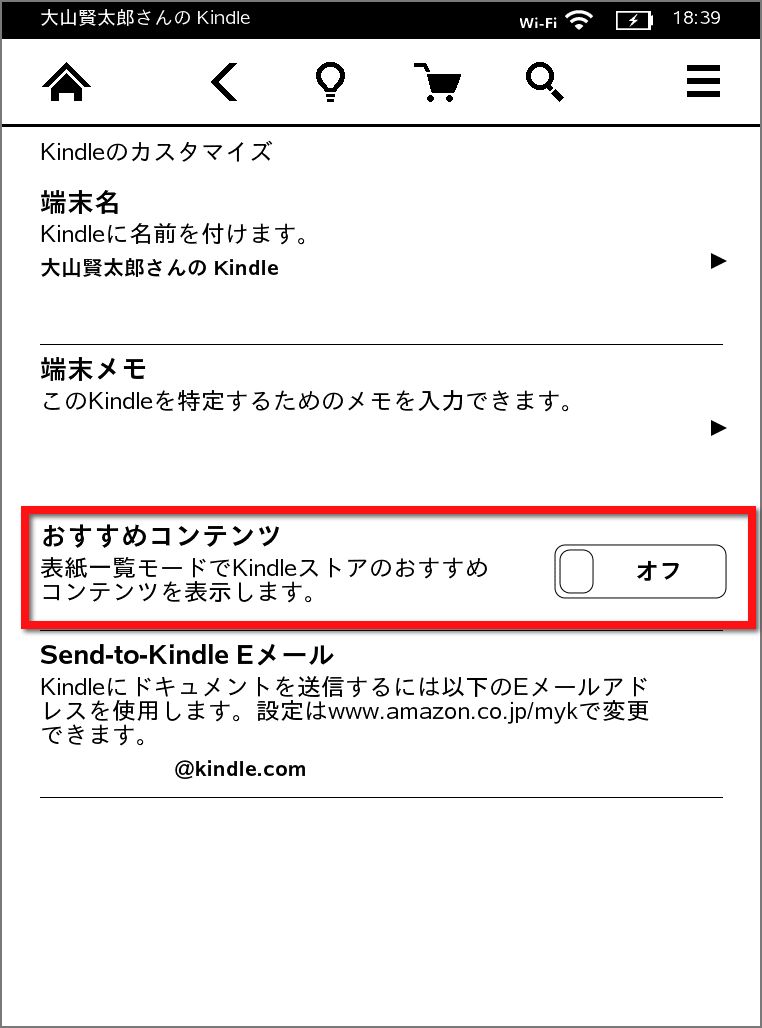 大山賢太郎さんの Kindle Wi-Fi 18:39
Kindleのカスタマイズ
端末名
Kindleに名前を付けます。
大山賢太郎さんの Kindle
端末メモ
このKindleを特定するためのメモを入力できます。
おすすめコンテンツ
表紙一覧モードでKindleストアのおすすめ
コンテンツを表示します。
オフ
Send-to-Kindle Eメール
Kindleにドキュメントを送信するには以下のEメールアド
レスを使用します。設定はwww.amazon.co.jp/mykで変更
できます。
@kindle.com